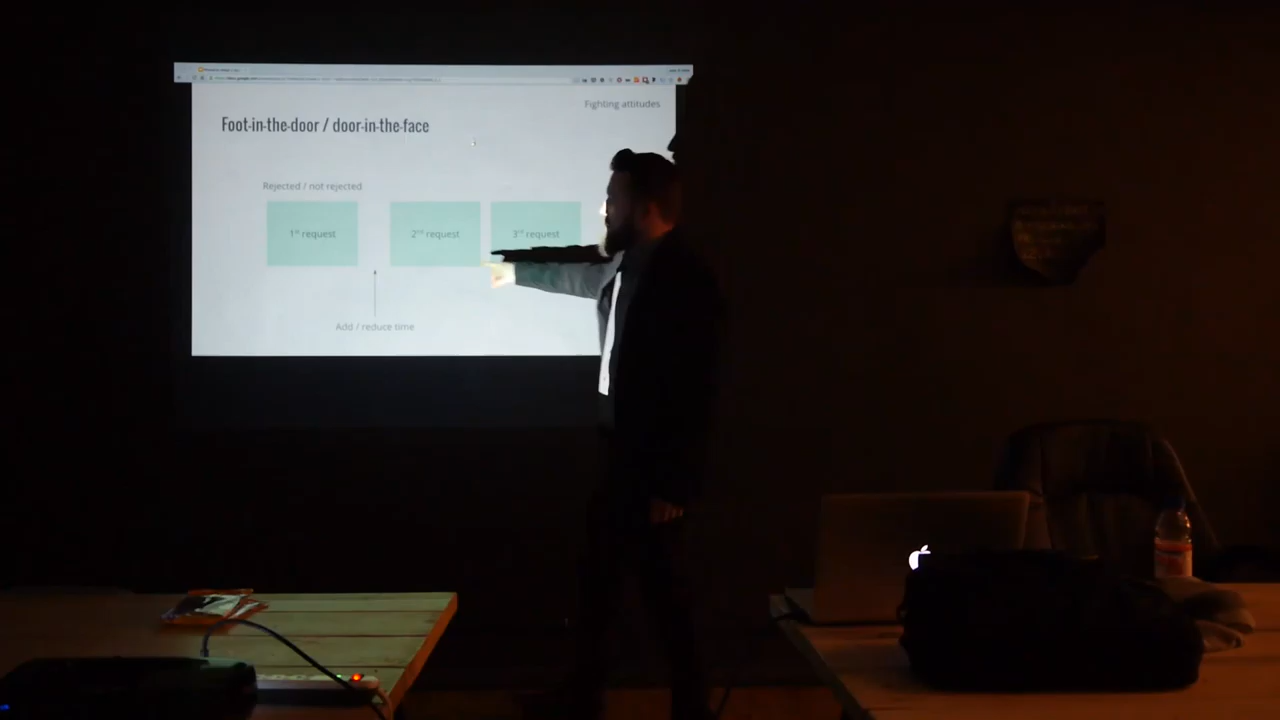 Fighting attitudes
Foot-in-the-door / door-in-the-face
Rejected / not rejected
1st request
2nd request
3rd request
Add / reduce time